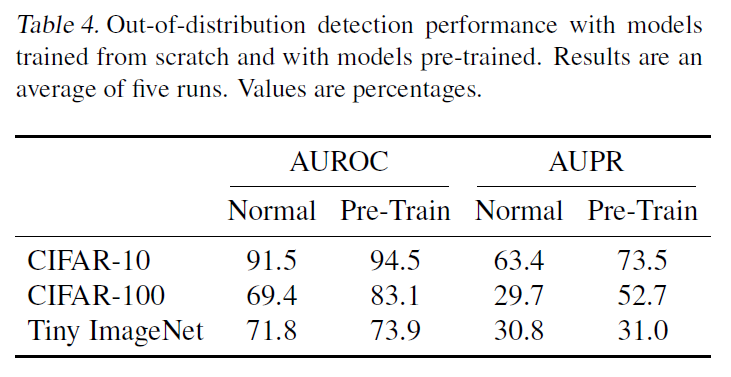 Table 4. Out-of-distribution detection performance with models
trained from scratch and with models pre-trained. Results are an
average of five runs. Values are percentages.
AUROC AUPR
Normal Pre-Train Normal Pre-Train
CIFAR-10 91.5 94.5 63.4 73.5
CIFAR-100 69.4 83.1 29.7 52.7
Tiny ImageNet 71.8 73.9 30.8 31.0